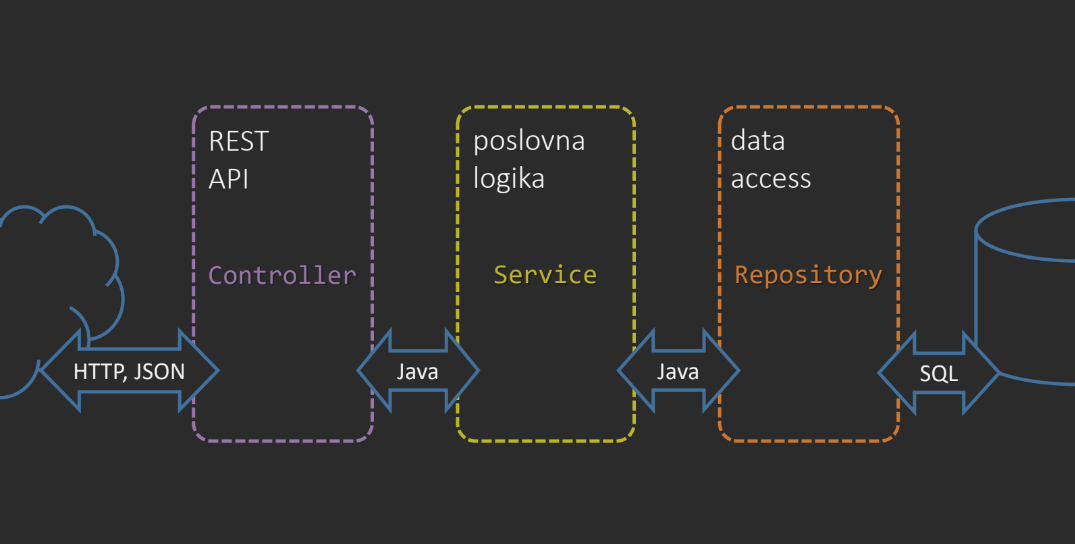 REST
API
Controller
poslovna
logika
Service
data
access
Repository
HTTP, JSON
Java
Java
SQL